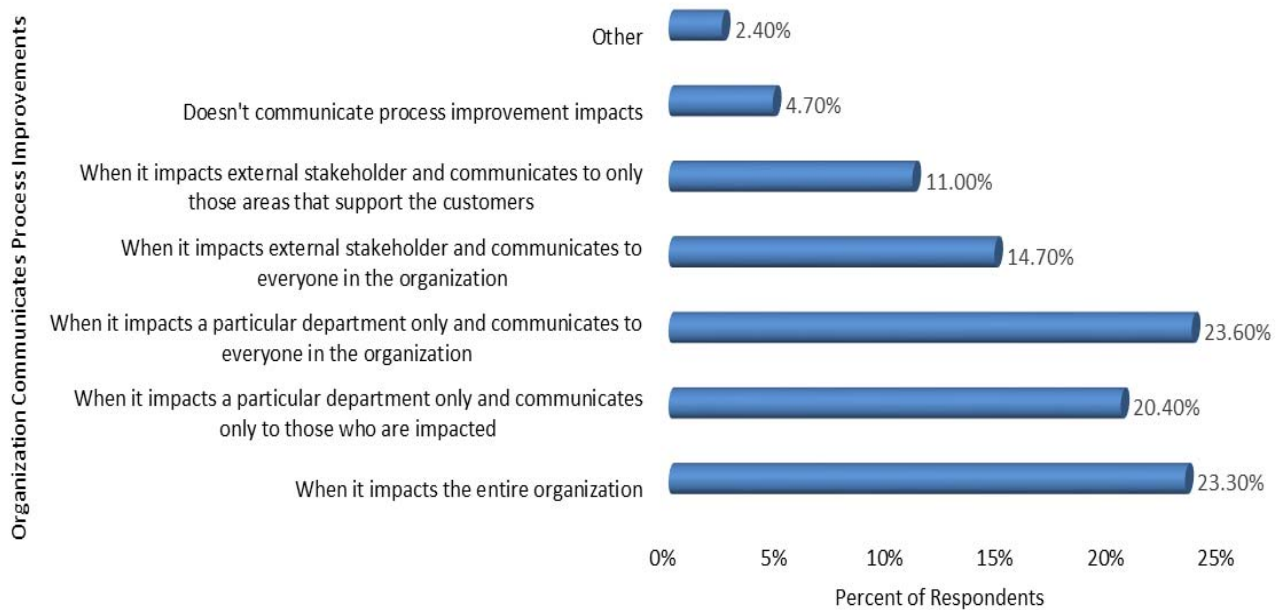 Organization Communicates Process Improvements
Other
2.40%
Doesn't communicate process improvement impacts
4.70%
When it impacts external stakeholder and communicates to only
those areas that support the customers
11.00%
When it impacts external stakeholder and communicates to
everyone in the organization
14.70%
When it impacts a particular department only and communicates to
everyone in the organization
23.60%
When it impacts a particular department only and communicates
only to those who are impacted
20.40%
When it impacts the entire organization
23.30%
0% 5% 10% 15% 20% 25%
Percent of Respondents